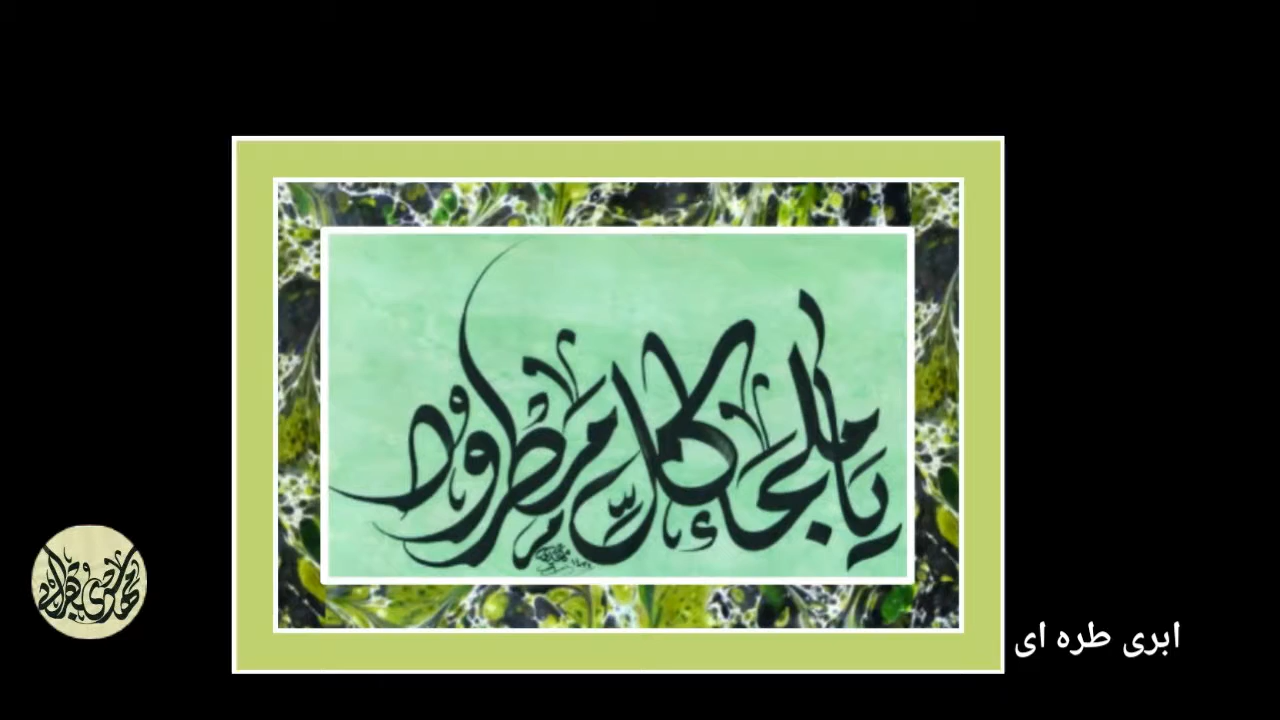 یا ملجاء کلّ مطرود
ابری طره ای